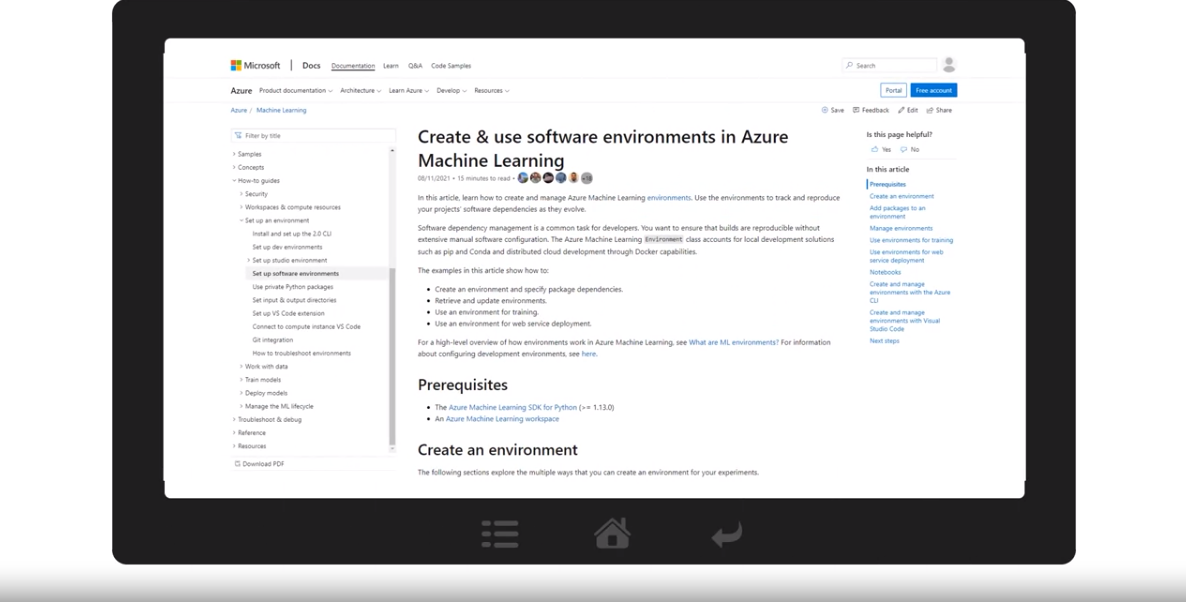 Microsoft Docs Documentation Learn Q&A Code Samples Search
Azure Product documentation Architecture Learn Azure Develop Resources Portal Free account
Azure / Machine Learning Save Feedback Edit Share
Filter by title
Samples
Concepts
How-to guides
Security
Workspaces & compute resources
Set up an environment
Install and set up the 2.0 CLI
Set up dev environments
Set up studio environment
Set up software environments
Use private Python packages
Set input & output directories
Set up VS Code extension
Connect to compute instance VS Code
Git integration
How to troubleshoot environments
Work with data
Train models
Deploy models
Manage the ML lifecycle
Troubleshoot & debug
Reference
Resources
Download PDF
Create & use software environments in Azure
Machine Learning
08/11/2021 • 15 minutes to read •
In this article, learn how to create and manage Azure Machine Learning environments. Use the environments to track and reproduce
your projects' software dependencies as they evolve.
Software dependency management is a common task for developers. You want to ensure that builds are reproducible without
extensive manual software configuration. The Azure Machine Learning Environment class accounts for local development solutions
such as pip and Conda and distributed cloud development through Docker capabilities.
The examples in this article show how to:
• Create an environment and specify package dependencies.
• Retrieve and update environments.
• Use an environment for training.
• Use an environment for web service deployment.
For a high-level overview of how environments work in Azure Machine Learning, see What are ML environments? For information
about configuring development environments, see here.
Prerequisites
• The Azure Machine Learning SDK for Python (>= 1.13.0)
• An Azure Machine Learning workspace
Create an environment
The following sections explore the multiple ways that you can create an environment for your experiments.
Is this page helpful?
Yes No
In this article
Prerequisites
Create an environment
Add packages to an
environment
Manage environments
Use environments for training
Use environments for web
service deployment
Notebooks
Create and manage
environments with the Azure
CLI
Create and manage
environments with Visual
Studio Code
Next steps